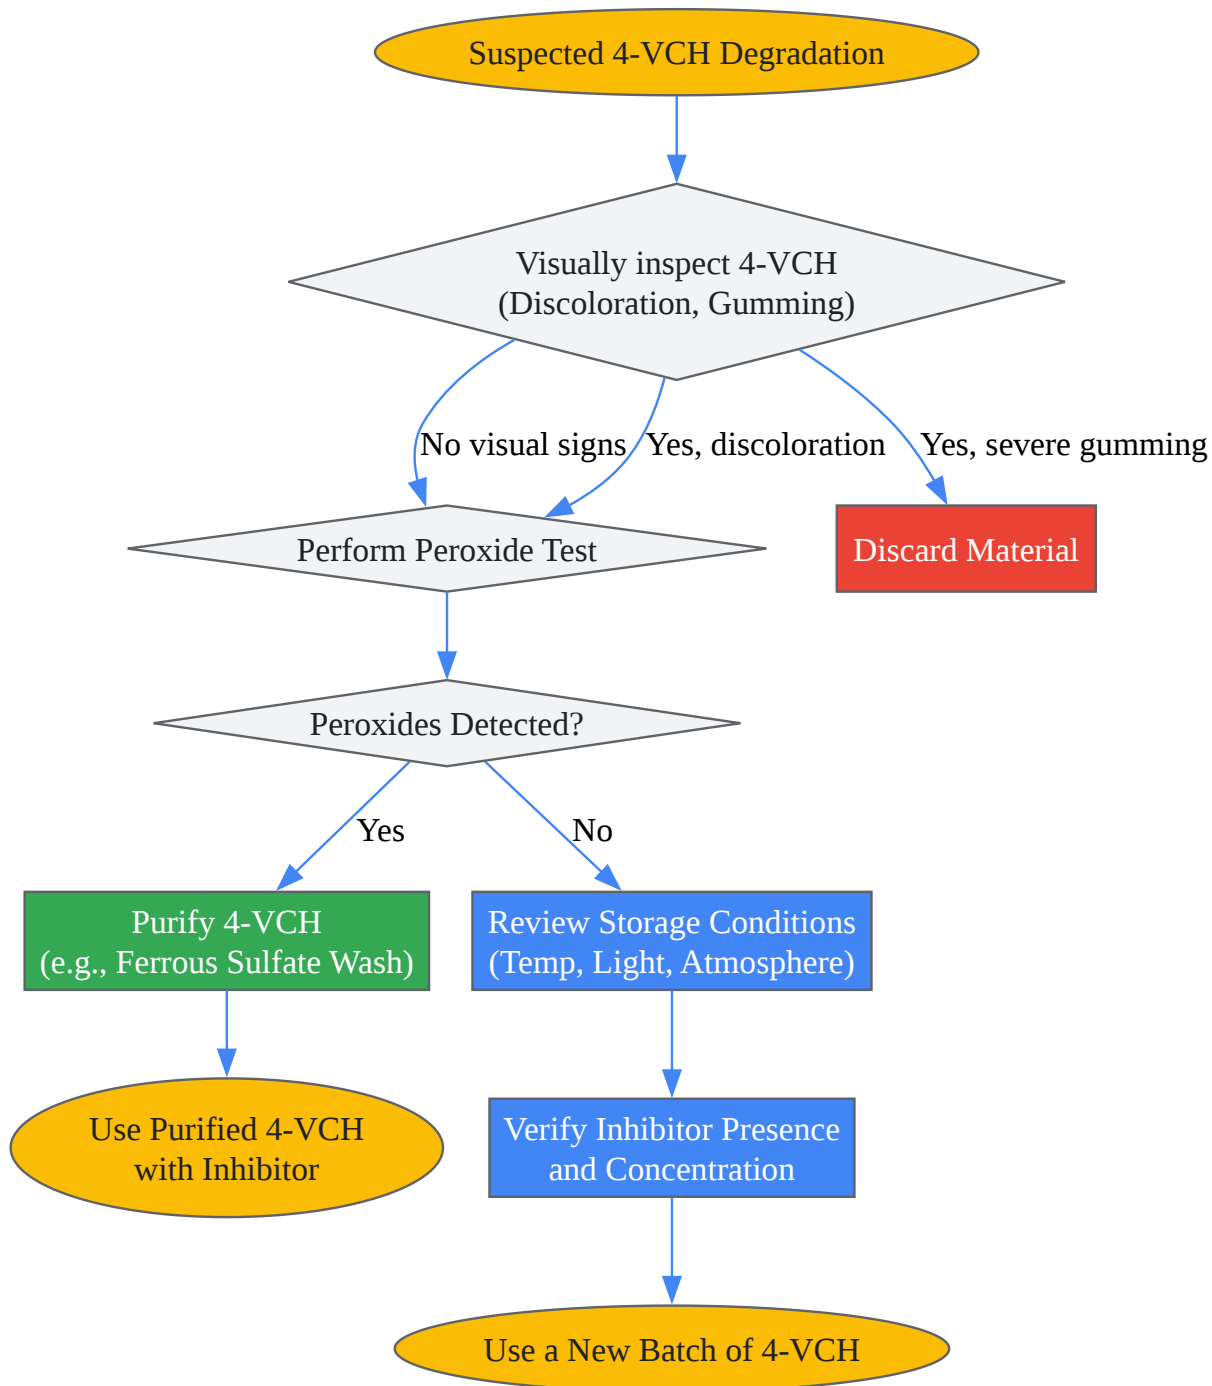 Suspected 4-VCH Degradation
Visually inspect 4-VCH
(Discoloration, Gumming)
No visual signs
Yes, discoloration
Yes, severe gumming
Perform Peroxide Test
Discard Material
Peroxides Detected?
Yes
No
Purify 4-VCH
(e.g., Ferrous Sulfate Wash)
Review Storage Conditions
(Temp, Light, Atmosphere)
Use Purified 4-VCH
with Inhibitor
Verify Inhibitor Presence
and Concentration
Use a New Batch of 4-VCH